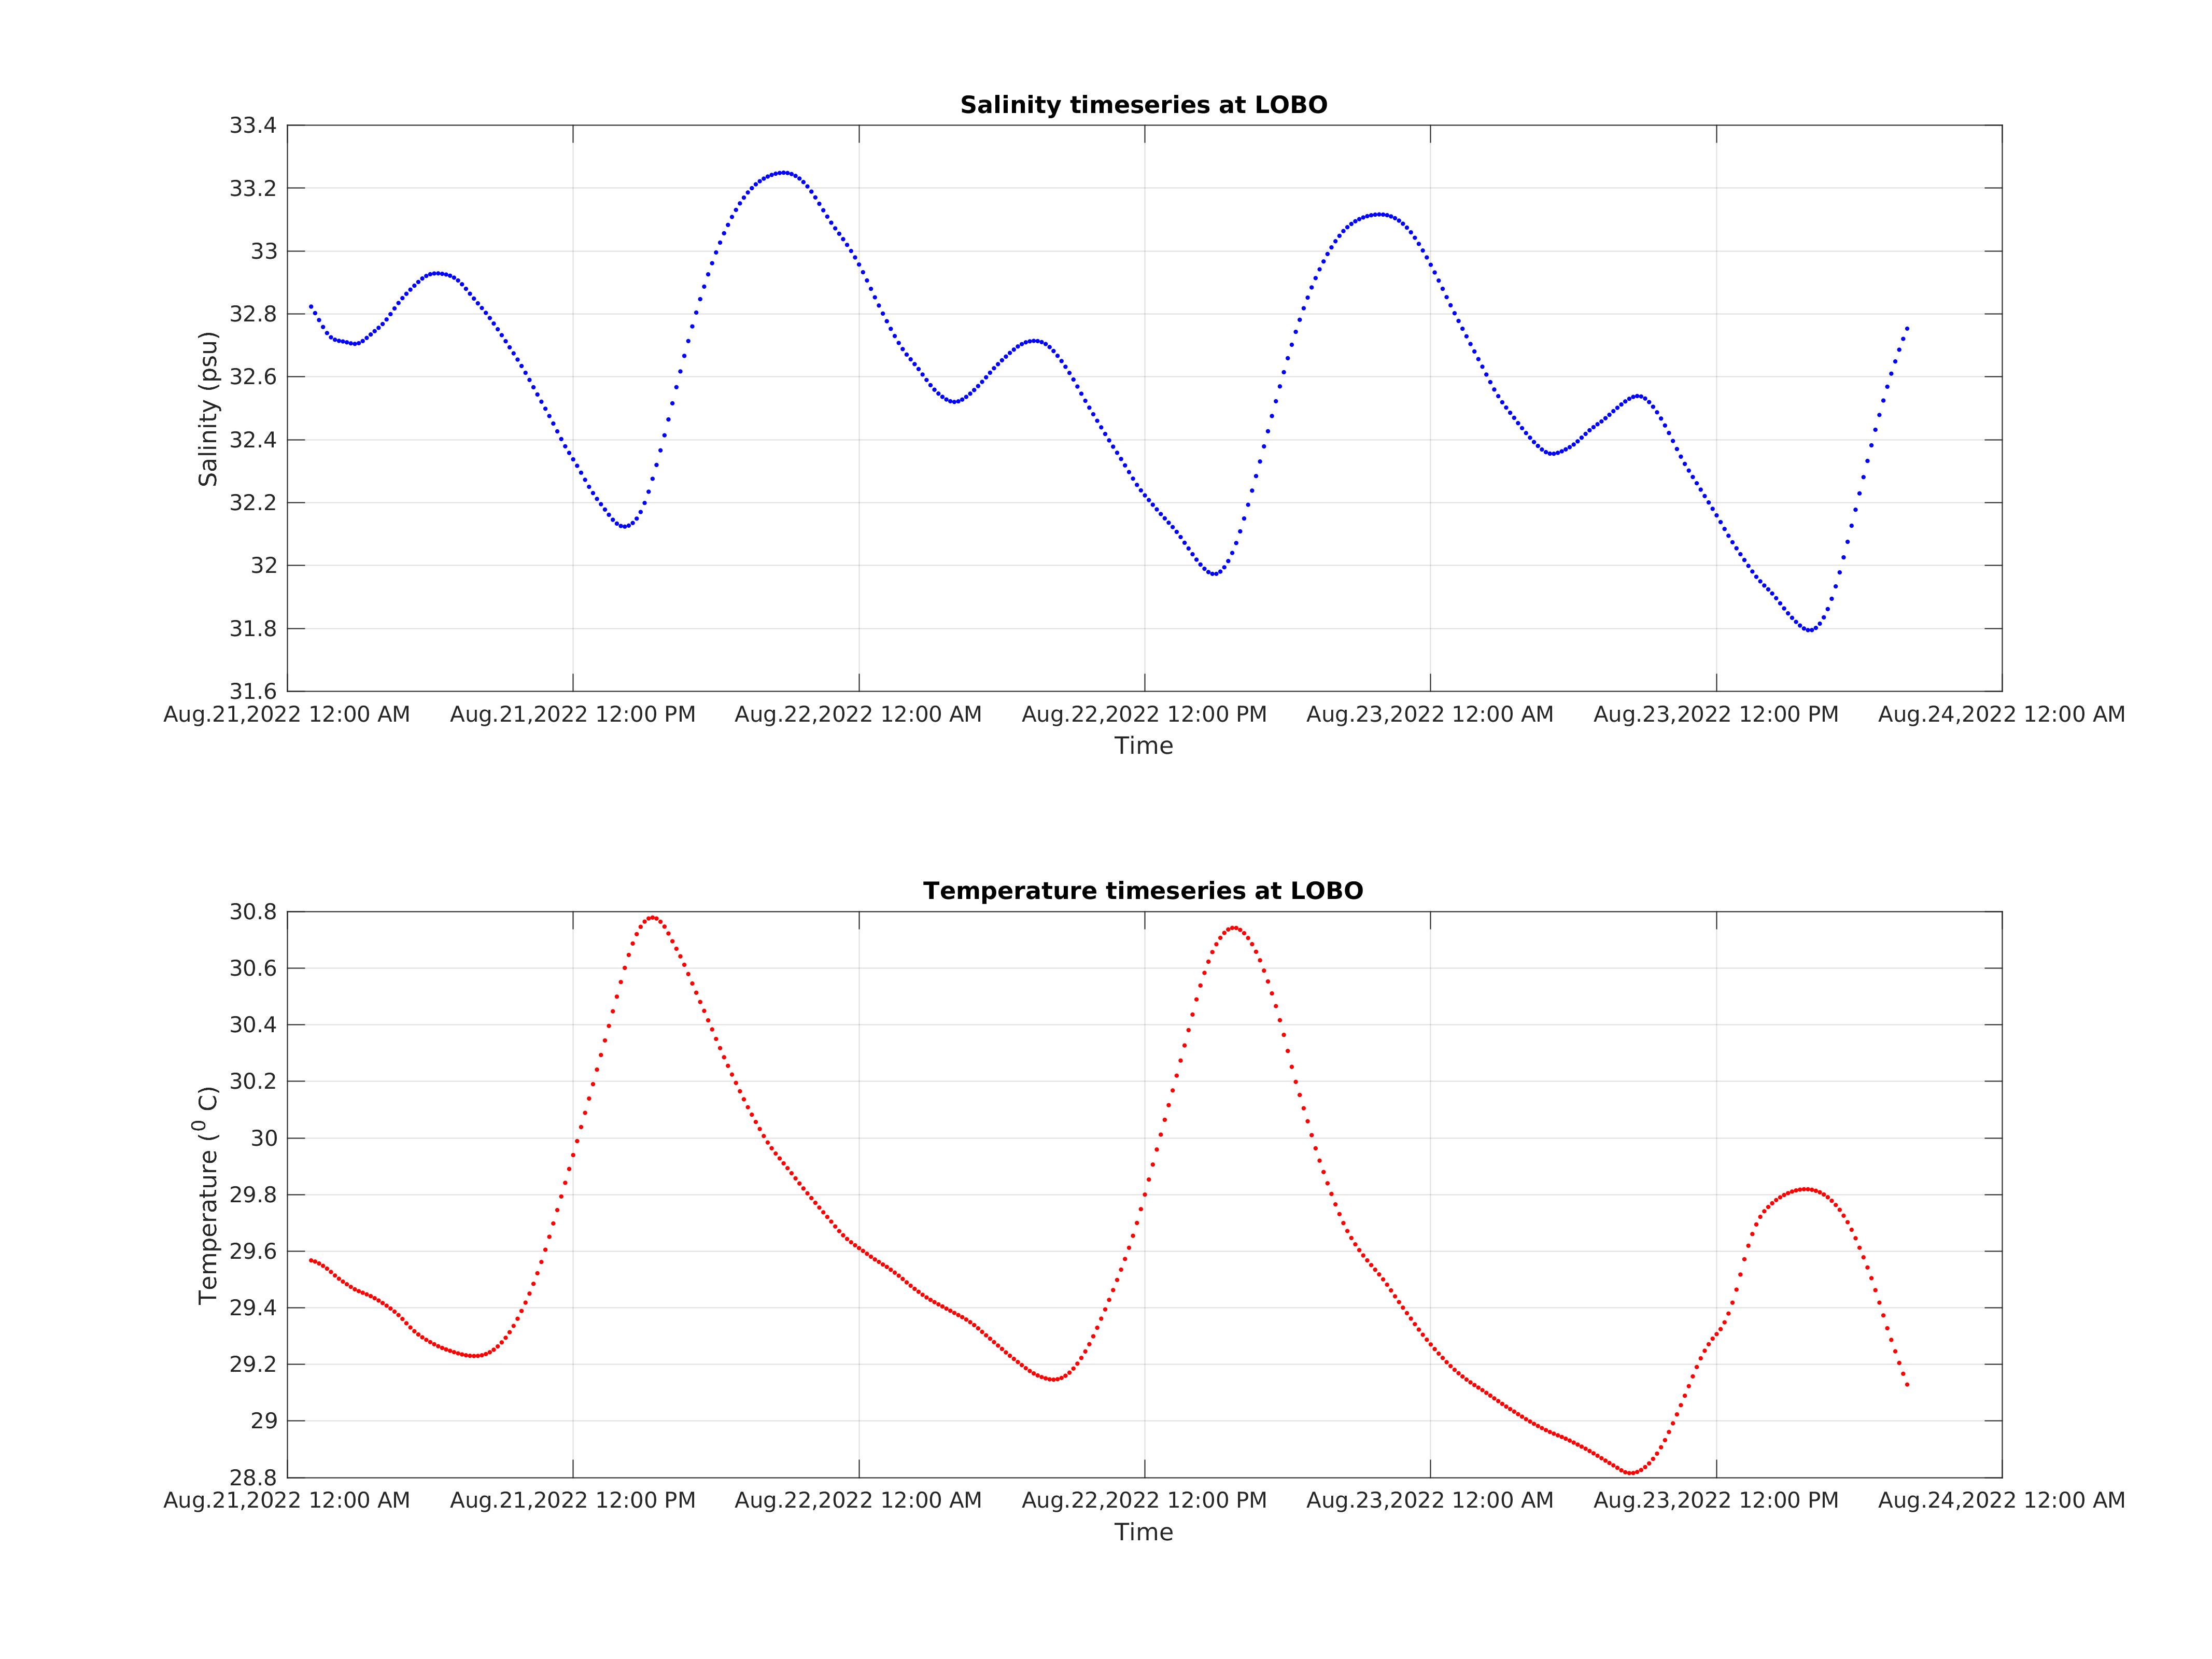 Salinity timeseries at LOBO
33.4
33.2
33
32.8
32.6
32.4
32.2
32
31.8
31.6
Salinity (psu)
Aug.21,2022 12:00 AM Aug.21,2022 12:00 PM Aug.22,2022 12:00 AM Aug.22,2022 12:00 PM Aug.23,2022 12:00 AM Aug.23,2022 12:00 PM Aug.24,2022 12:00 AM
Time
Temperature timeseries at LOBO
30.8
30.6
30.4
30.2
30
29.8
29.6
29.4
29.2
29
28.8
Temperature (⁰ C)
Aug.21,2022 12:00 AM Aug.21,2022 12:00 PM Aug.22,2022 12:00 AM Aug.22,2022 12:00 PM Aug.23,2022 12:00 AM Aug.23,2022 12:00 PM Aug.24,2022 12:00 AM
Time